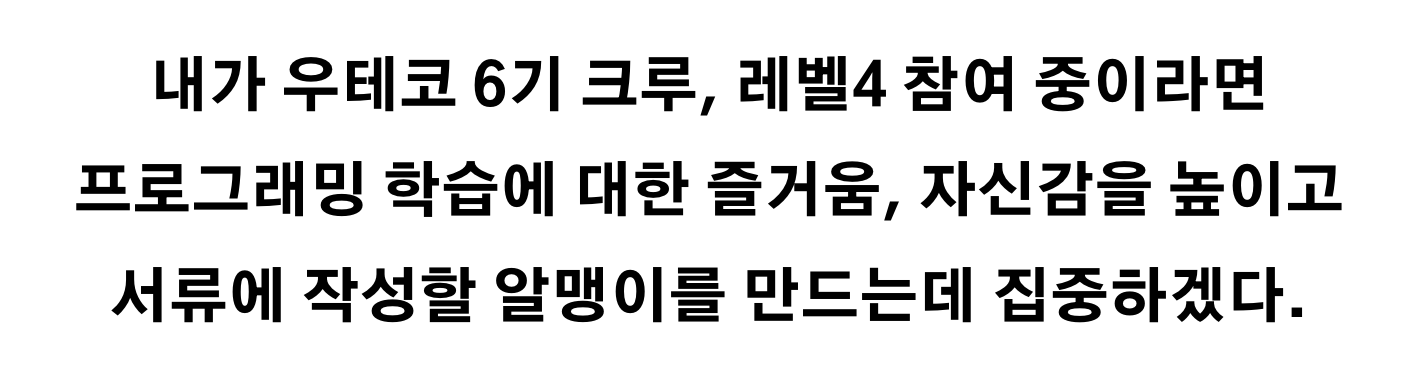 내가 우테코 6기 크루, 레벨4 참여 중이라면
프로그래밍 학습에 대한 즐거움, 자신감을 높이고
서류에 작성할 알맹이를 만드는데 집중하겠다.